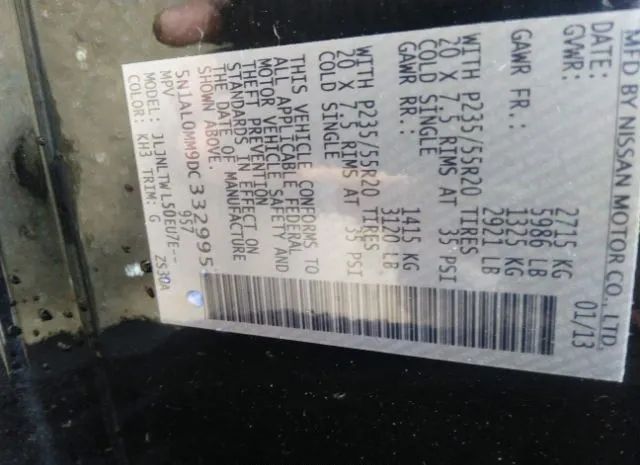 MFD BY NISSAN MOTOR CO., LTD.
DATE: 01/13
GVWR: 2715 KG
5986 LB
GAWR FR.: 1325 KG
2921 LB
WITH P235/55R20 TIRES
20 X 7.5 RIMS AT 35 PSI
COLD SINGLE
GAWR RR.: 1415 KG
3120 LB
WITH P235/55R20 TIRES
20 X 7.5 RIMS AT 35 PSI
COLD SINGLE
THIS VEHICLE CONFORMS TO
ALL APPLICABLE FEDERAL
MOTOR VEHICLE SAFETY AND
THEFT PREVENTION
STANDARDS IN EFFECT ON
THE DATE OF MANUFACTURE
SHOWN ABOVE.
5N1AL0MM9DC332995
MPV 957
MODEL: JLJNLTWL50EU7E--
COLOR: KH3 TRIM: G